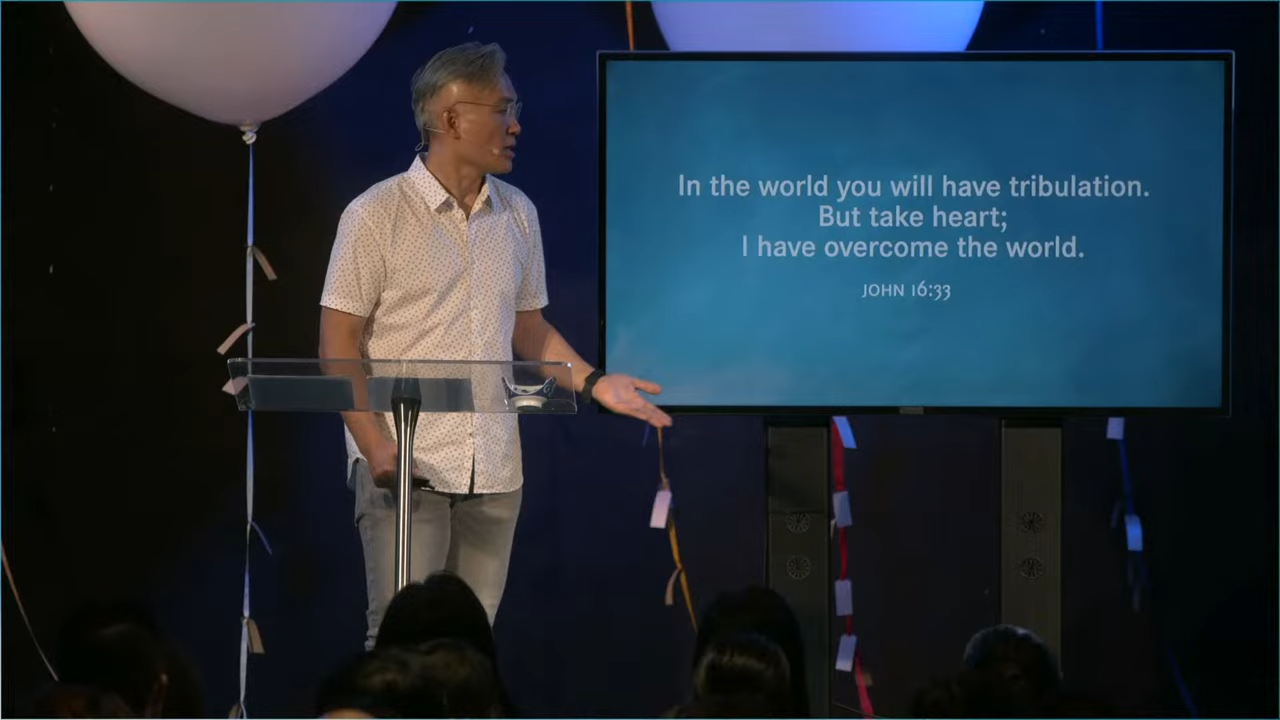 In the world you will have tribulation.
But take heart;
I have overcome the world.
JOHN 16:33